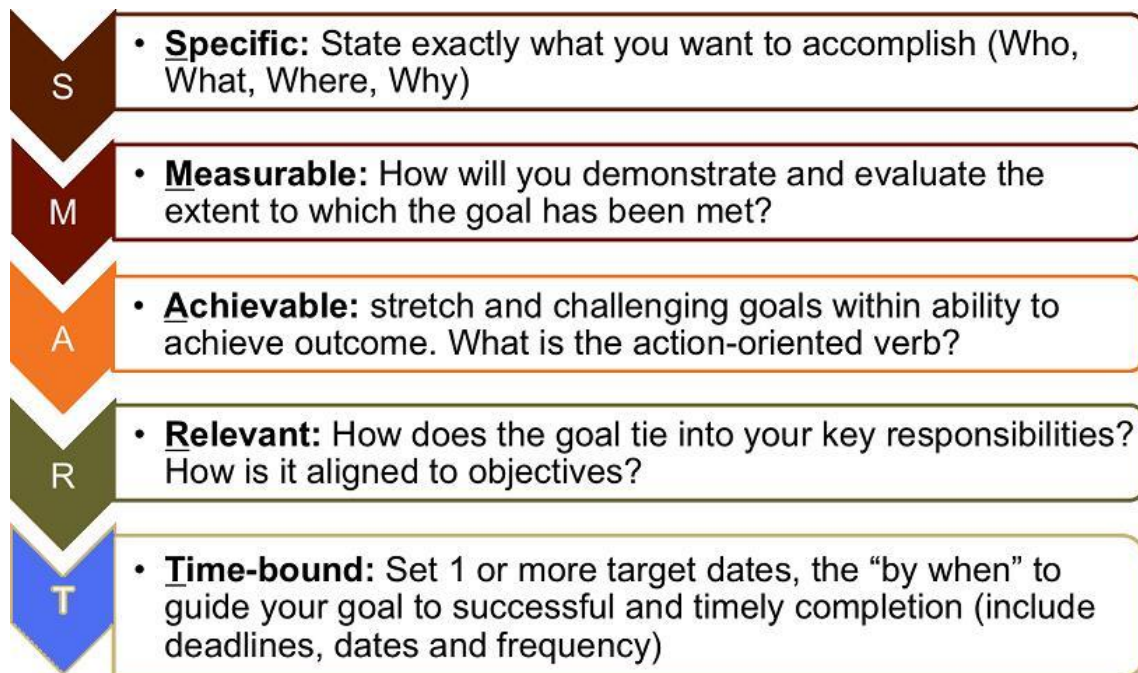 S
• Specific: State exactly what you want to accomplish (Who,
What, Where, Why)
M
• Measurable: How will you demonstrate and evaluate the
extent to which the goal has been met?
A
• Achievable: stretch and challenging goals within ability to
achieve outcome. What is the action-oriented verb?
R
• Relevant: How does the goal tie into your key responsibilities?
How is it aligned to objectives?
T
• Time-bound: Set 1 or more target dates, the “by when” to
guide your goal to successful and timely completion (include
deadlines, dates and frequency)